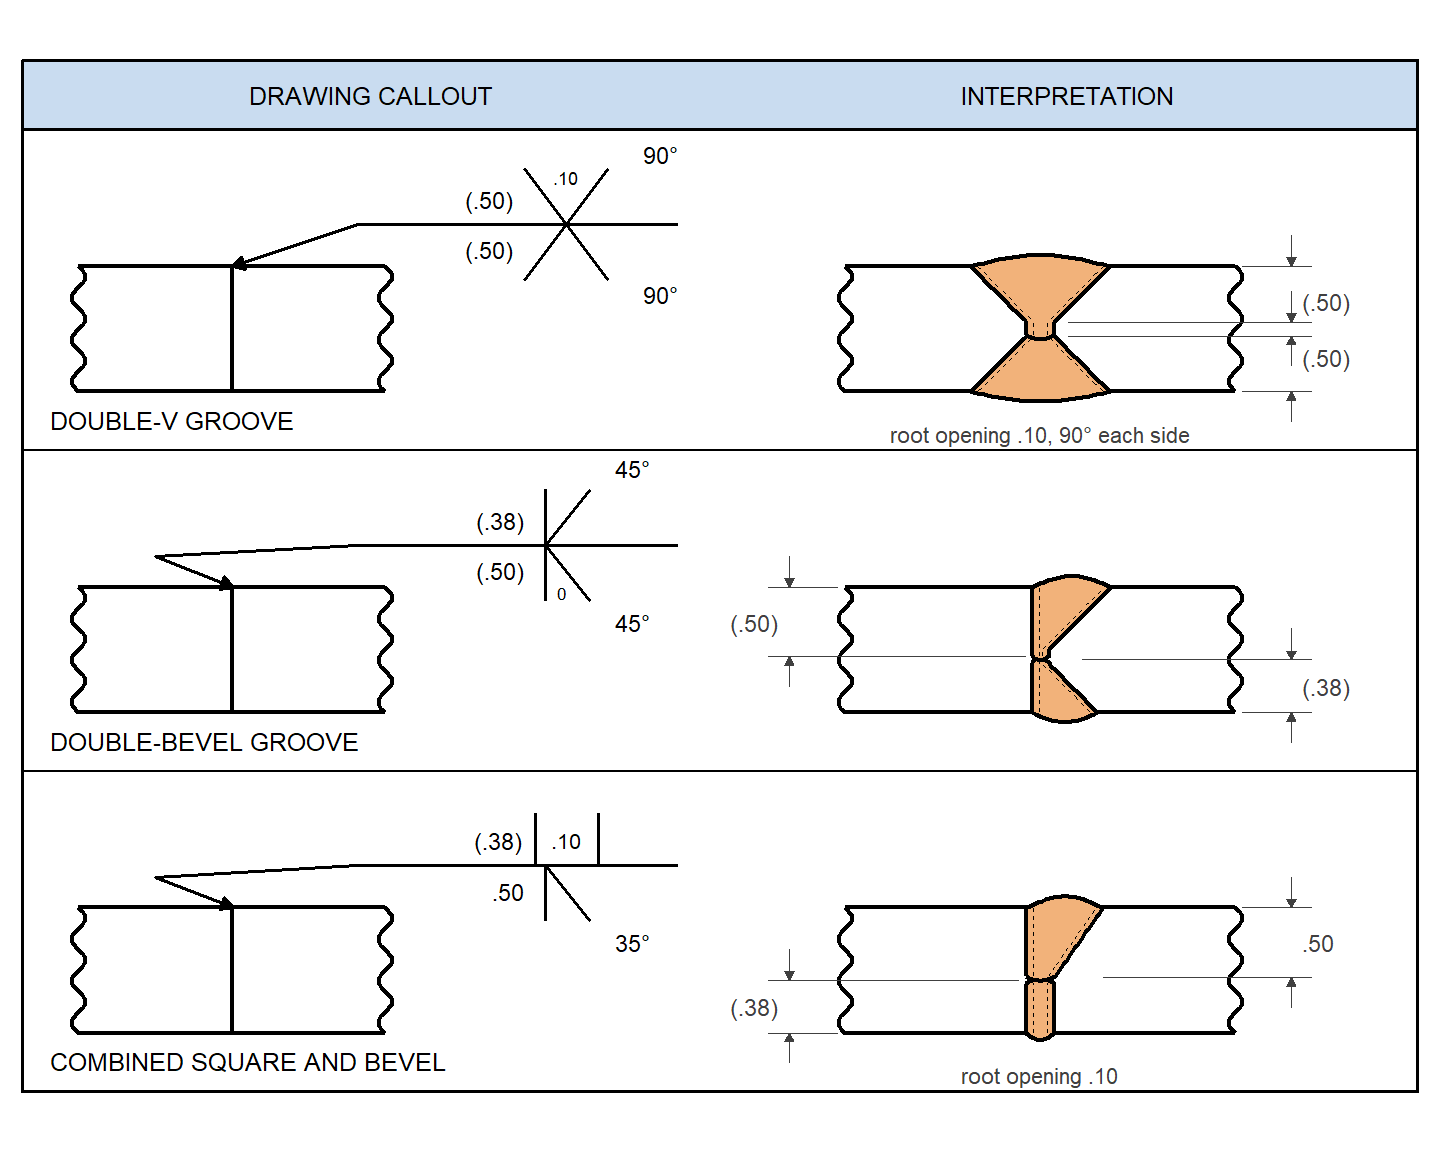 DRAWING CALLOUT
INTERPRETATION
90°
.10
(.50)
(.50)
90°
DOUBLE-V GROOVE
(.50)
(.50)
root opening .10, 90° each side
45°
(.38)
(.50)
0
45°
DOUBLE-BEVEL GROOVE
(.50)
(.38)
(.38)
.10
.50
35°
COMBINED SQUARE AND BEVEL
.50
(.38)
root opening .10